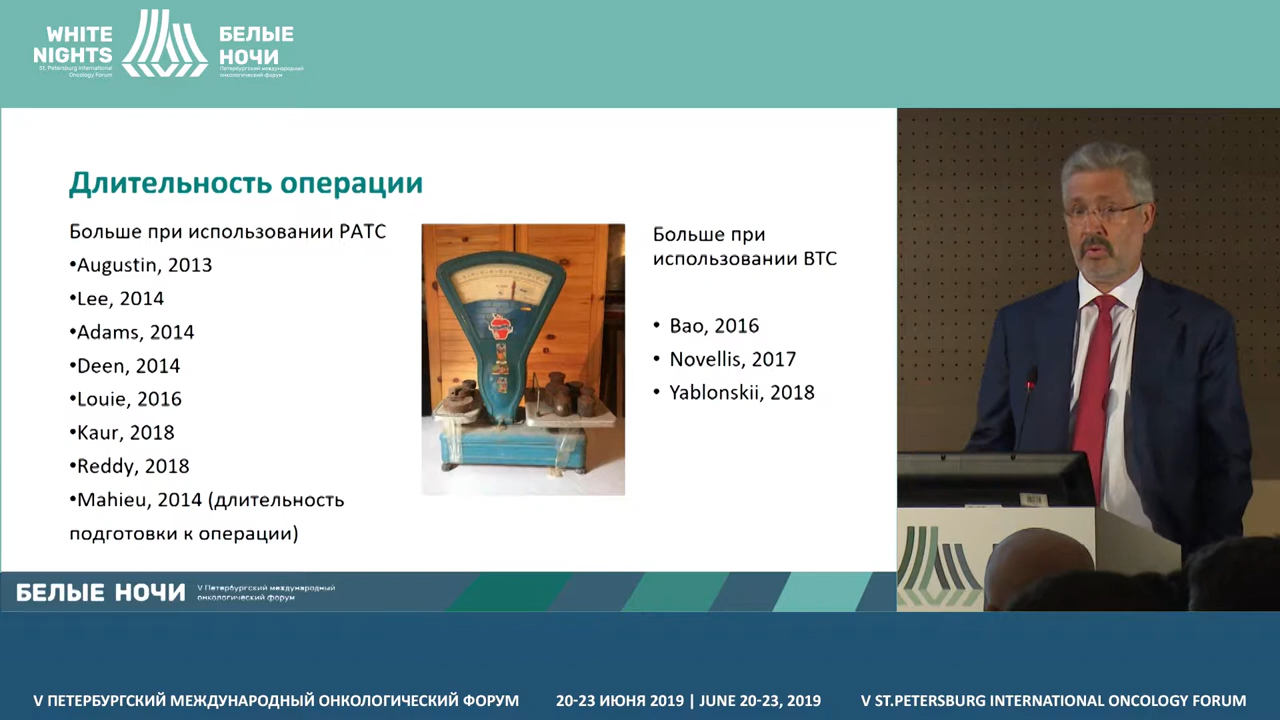 WHITE
NIGHTS
St. Petersburg International
Oncology Forum
БЕЛЫЕ
НОЧИ
Петербургский международный
онкологический форум
Длительность операции
Больше при использовании РАТС
•Augustin, 2013
•Lee, 2014
•Adams, 2014
•Deen, 2014
•Louie, 2016
•Kaur, 2018
•Reddy, 2018
•Mahieu, 2014 (длительность
подготовки к операции)
Больше при
использовании ВТС
• Bao, 2016
• Novellis, 2017
• Yablonskii, 2018
БЕЛЫЕ НОЧИ
V Петербургский международный
онкологический форум
V ПЕТЕРБУРГСКИЙ МЕЖДУНАРОДНЫЙ ОНКОЛОГИЧЕСКИЙ ФОРУМ
20-23 ИЮНЯ 2019 | JUNE 20-23, 2019
V ST.PETERSBURG INTERNATIONAL ONCOLOGY FORUM